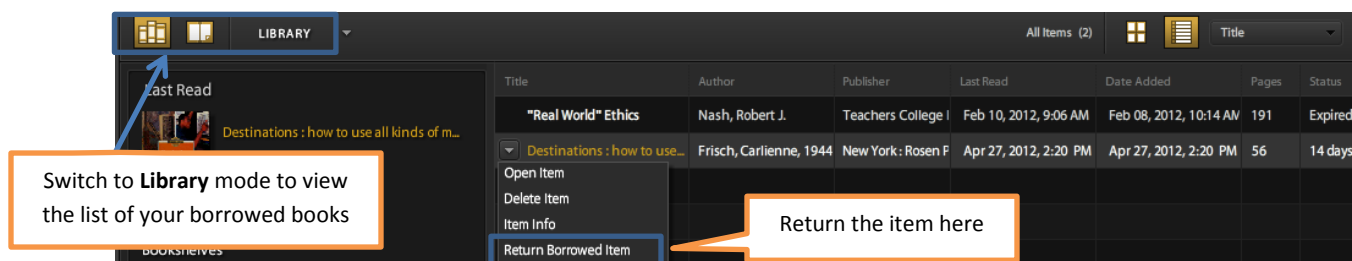 LIBRARY
All Items (2)
Title
Last Read
Destinations : how to use all kinds of m...
Title Author Publisher Last Read Date Added Pages Status
"Real World" Ethics Nash, Robert J. Teachers College Feb 10, 2012, 9:06 AM Feb 08, 2012, 10:14 AM 191 Expired
Destinations : how to use... Frisch, Carlienne, 1944 New York : Rosen P Apr 27, 2012, 2:20 PM Apr 27, 2012, 2:20 PM 56 14 days
Open Item
Delete Item
Item Info
Return Borrowed Item
Switch to Library mode to view
the list of your borrowed books
Return the item here
Bookshelves